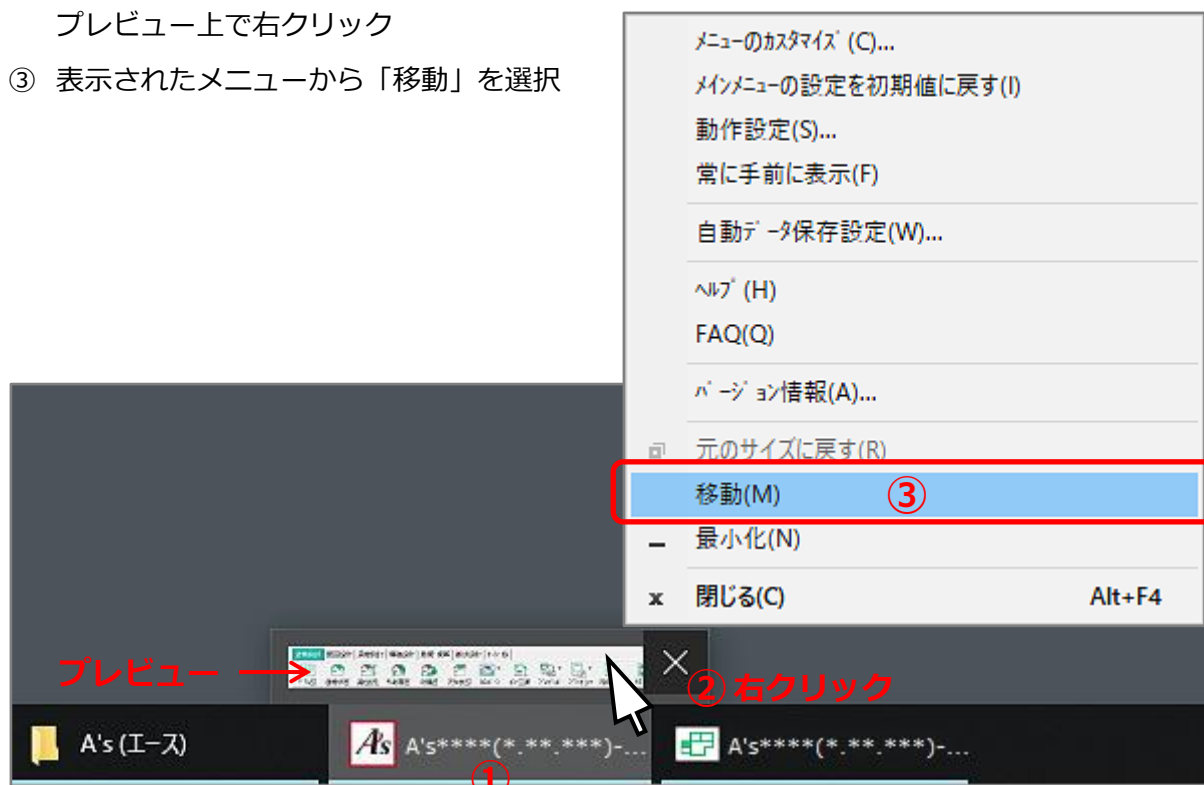 プレビュー上で右クリック
③ 表示されたメニューから「移動」を選択
ﾒﾆｭｰのｶｽﾀﾏｲｽﾞ(C)...
ﾒｲﾝﾒﾆｭｰの設定を初期値に戻す(I)
動作設定(S)...
常に手前に表示(F)
自動ﾃﾞｰﾀ保存設定(W)...
ﾍﾙﾌﾟ(H)
FAQ(Q)
ﾊﾞｰｼﾞｮﾝ情報(A)...
元のサイズに戻す(R)
移動(M) ③
最小化(N)
閉じる(C) Alt+F4
プレビュー
② 右クリック
A's (エース)
A's A's****(*.**.***)-...
A's****(*.**.***)-...
①